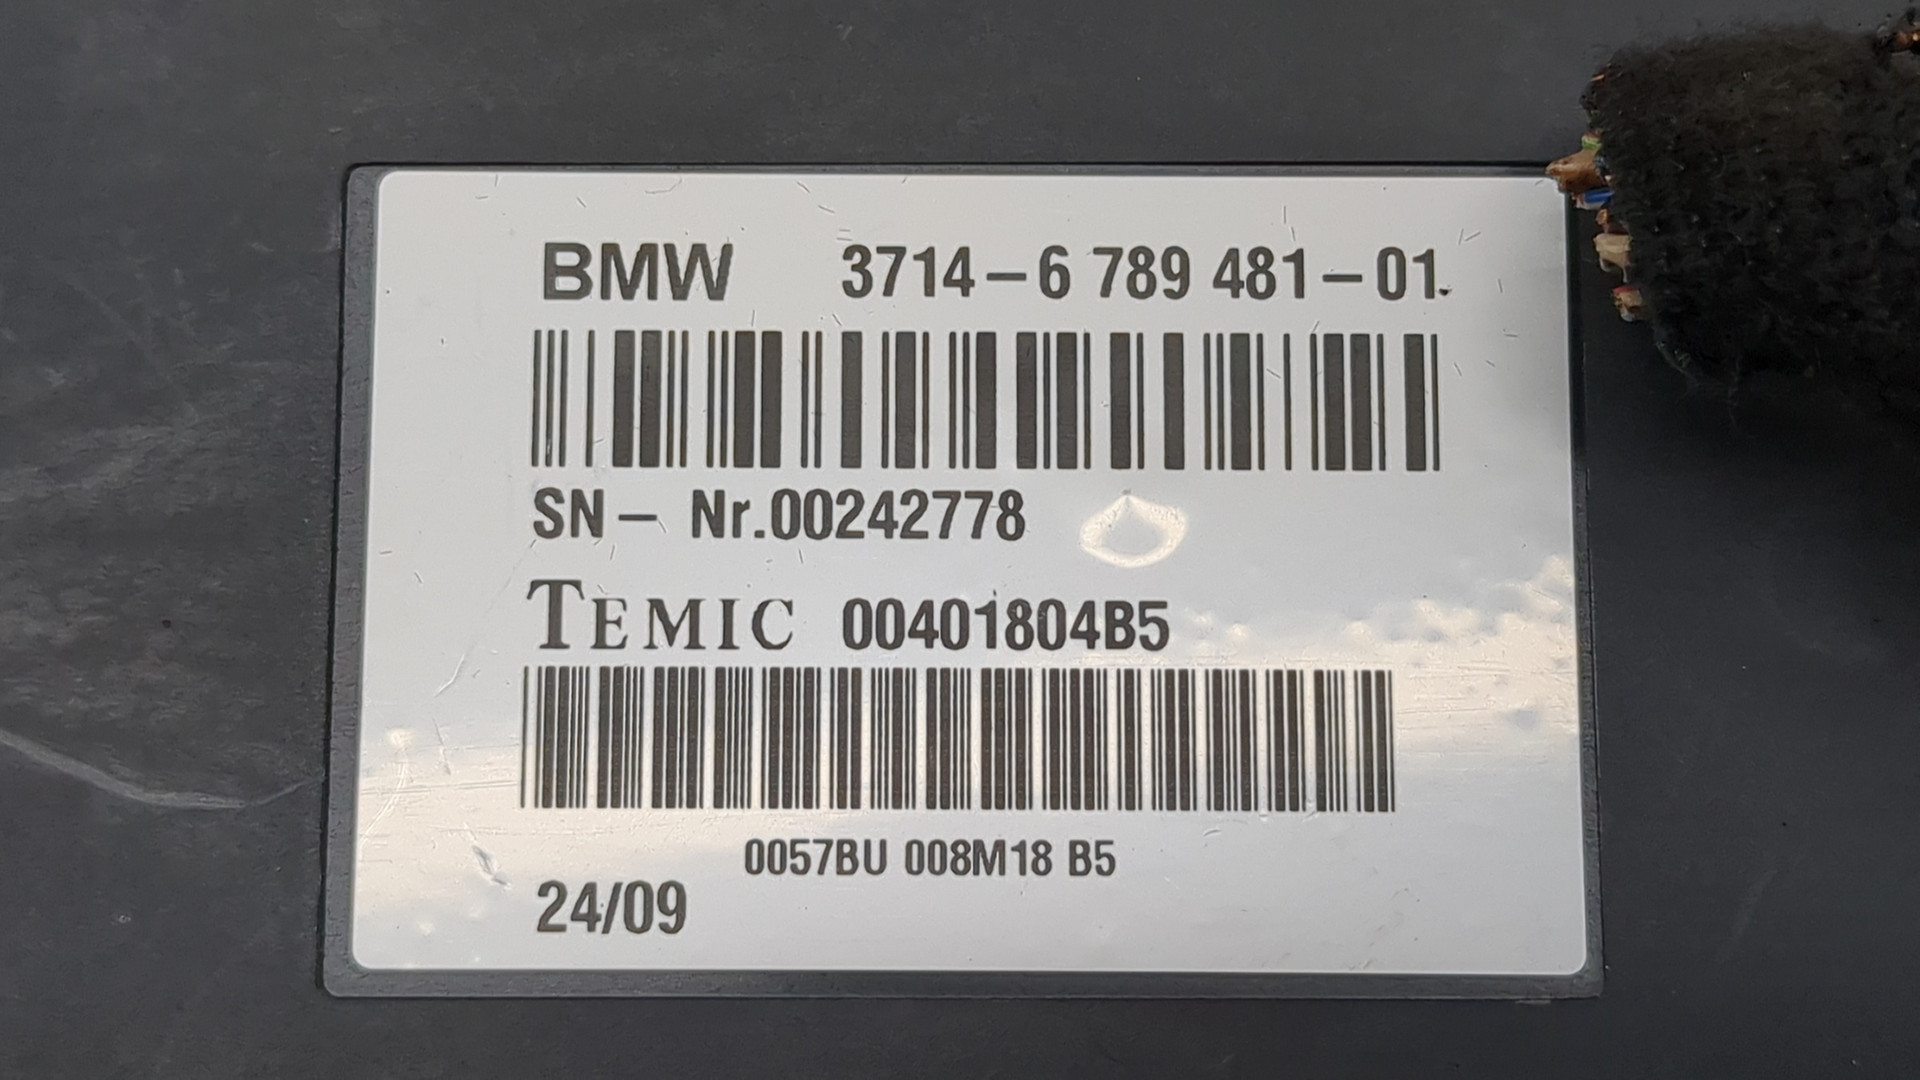 BMW 3714-6 789 481-01
SN- Nr.00242778
TEMIC 00401804B5
0057BU 008M18 B5
24/09